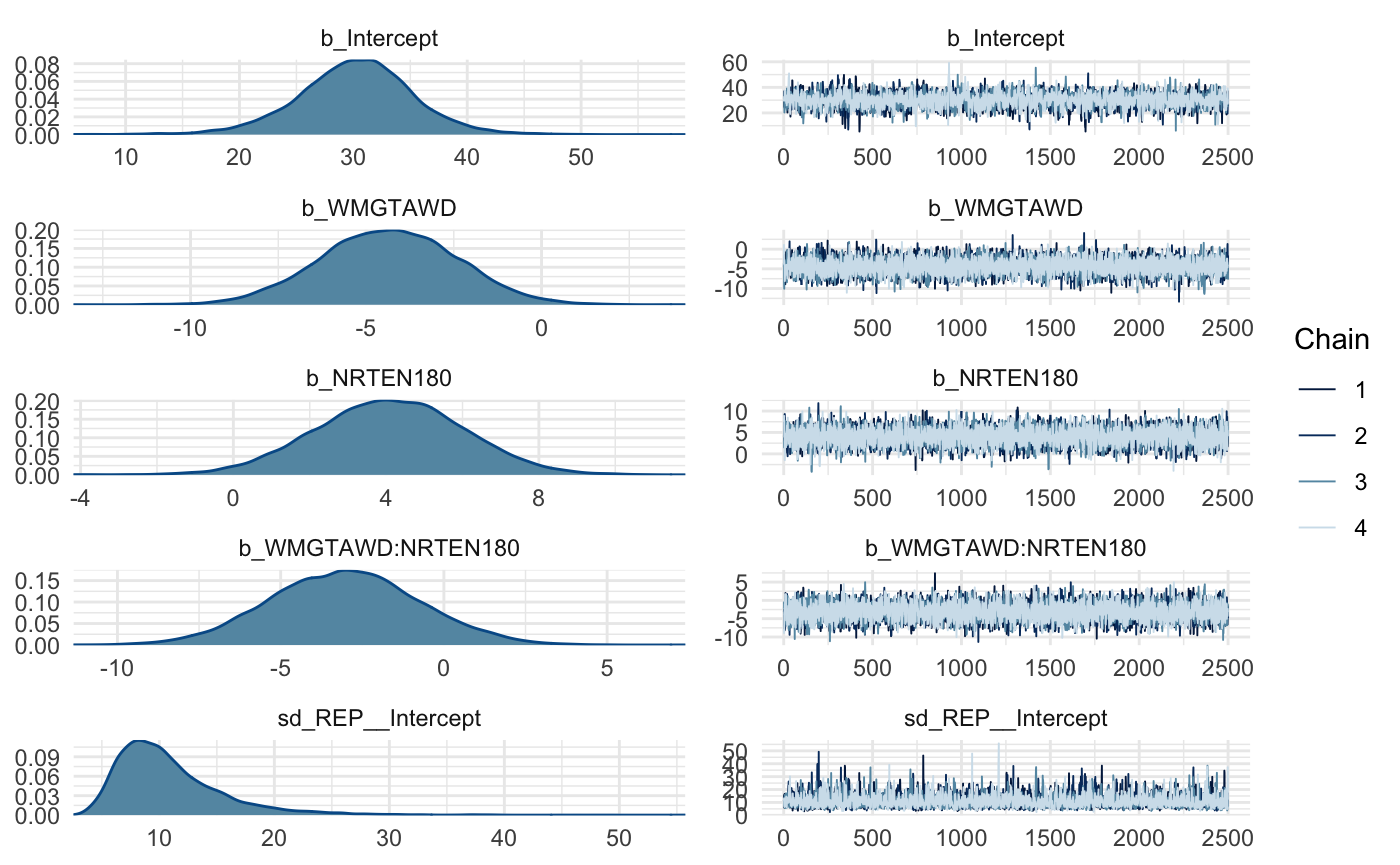 b_Intercept
0.08
0.06
0.04
0.02
0.00
10 20 30 40 50
b_Intercept
60
40
20
0 500 1000 1500 2000 2500
b_WMGTAWD
0.20
0.15
0.10
0.05
0.00
-10 -5 0
b_WMGTAWD
0
-5
-10
0 500 1000 1500 2000 2500
b_NRTEN180
0.20
0.15
0.10
0.05
0.00
-4 0 4 8
b_NRTEN180
10
5
0
0 500 1000 1500 2000 2500
b_WMGTAWD:NRTEN180
0.15
0.10
0.05
0.00
-10 -5 0 5
b_WMGTAWD:NRTEN180
5
0
-5
-10
0 500 1000 1500 2000 2500
sd_REP__Intercept
0.09
0.06
0.03
0.00
10 20 30 40 50
sd_REP__Intercept
50
40
30
20
10
0
0 500 1000 1500 2000 2500
Chain
1
2
3
4